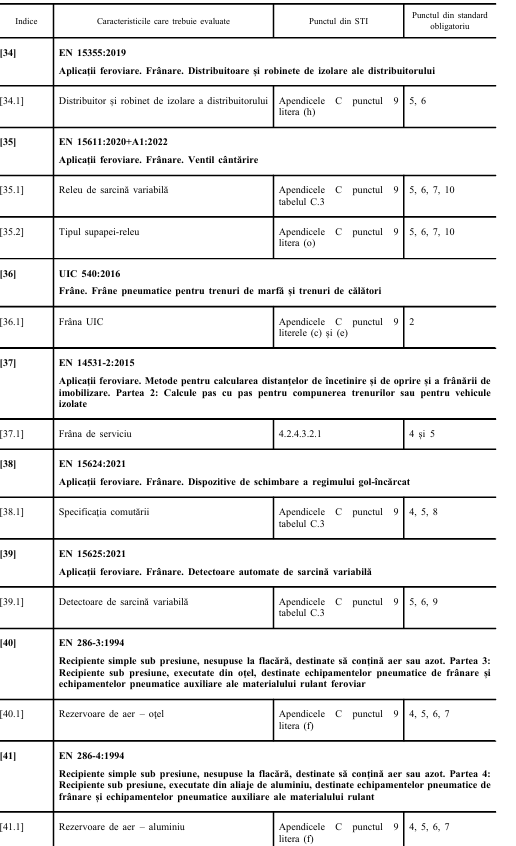 Indice Caracteristicile care trebuie evaluate Punctul din STI Punctul din standard
obligatoriu
[34] EN 15355:2019
Aplicații feroviare. Frânare. Distribuitoare și robinete de izolare ale distribuitorului
[34.1] Distribuitor și robinet de izolare a distribuitorului Apendicele C punctul 9 5, 6
litera (h)
[35] EN 15611:2020+A1:2022
Aplicații feroviare. Frânare. Ventil cântărire
[35.1] Releu de sarcină variabilă Apendicele C punctul 9 5, 6, 7, 10
tabelul C.3
[35.2] Tipul supapei-releu Apendicele C punctul 9 5, 6, 7, 10
litera (o)
[36] UIC 540:2016
Frâne. Frâne pneumatice pentru trenuri de marfă și trenuri de călători
[36.1] Frâna UIC Apendicele C punctul 9 2
literele (c) și (e)
[37] EN 14531-2:2015
Aplicații feroviare. Metode pentru calcularea distanțelor de încetinire și de oprire și a frânării de
imobilizare. Partea 2: Calcule pas cu pas pentru compunerea trenurilor sau pentru vehicule
izolate
[37.1] Frâna de serviciu 4.2.4.3.2.1 4 și 5
[38] EN 15624:2021
Aplicații feroviare. Frânare. Dispozitive de schimbare a regimului gol-încărcat
[38.1] Specificația comutării Apendicele C punctul 9 4, 5, 8
tabelul C.3
[39] EN 15625:2021
Aplicații feroviare. Frânare. Detectoare automate de sarcină variabilă
[39.1] Detectoare de sarcină variabilă Apendicele C punctul 9 5, 6, 9
tabelul C.3
[40] EN 286-3:1994
Recipiente simple sub presiune, nesupuse la flacără, destinate să conțină aer sau azot. Partea 3:
Recipiente sub presiune, executate din oțel, destinate echipamentelor pneumatice de frânare și
echipamentelor pneumatice auxiliare ale materialului rulant feroviar
[40.1] Rezervoare de aer – oțel Apendicele C punctul 9 4, 5, 6, 7
litera (f)
[41] EN 286-4:1994
Recipiente simple sub presiune, nesupuse la flacără, destinate să conțină aer sau azot. Partea 4:
Recipiente sub presiune, executate din aliaje de aluminiu, destinate echipamentelor pneumatice de
frânare și echipamentelor pneumatice auxiliare ale materialului rulant
[41.1] Rezervoare de aer – aluminiu Apendicele C punctul 9 4, 5, 6, 7
litera (f)